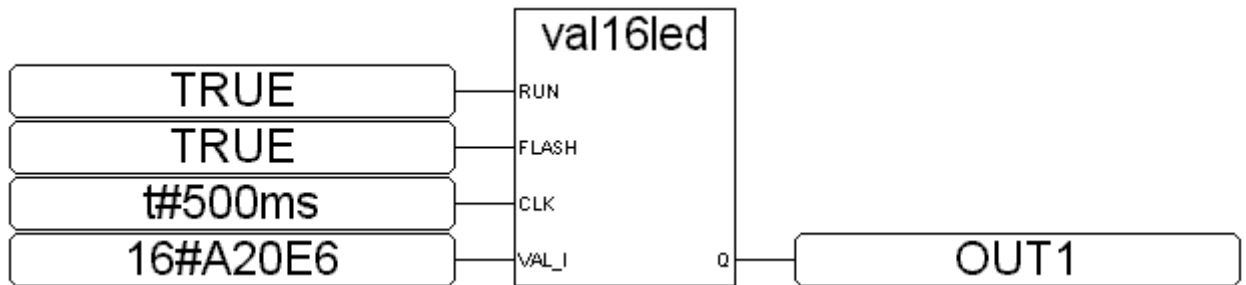 val16led
TRUE RUN
TRUE FLASH
t#500ms CLK
16#A20E6 VAL_I Q OUT1